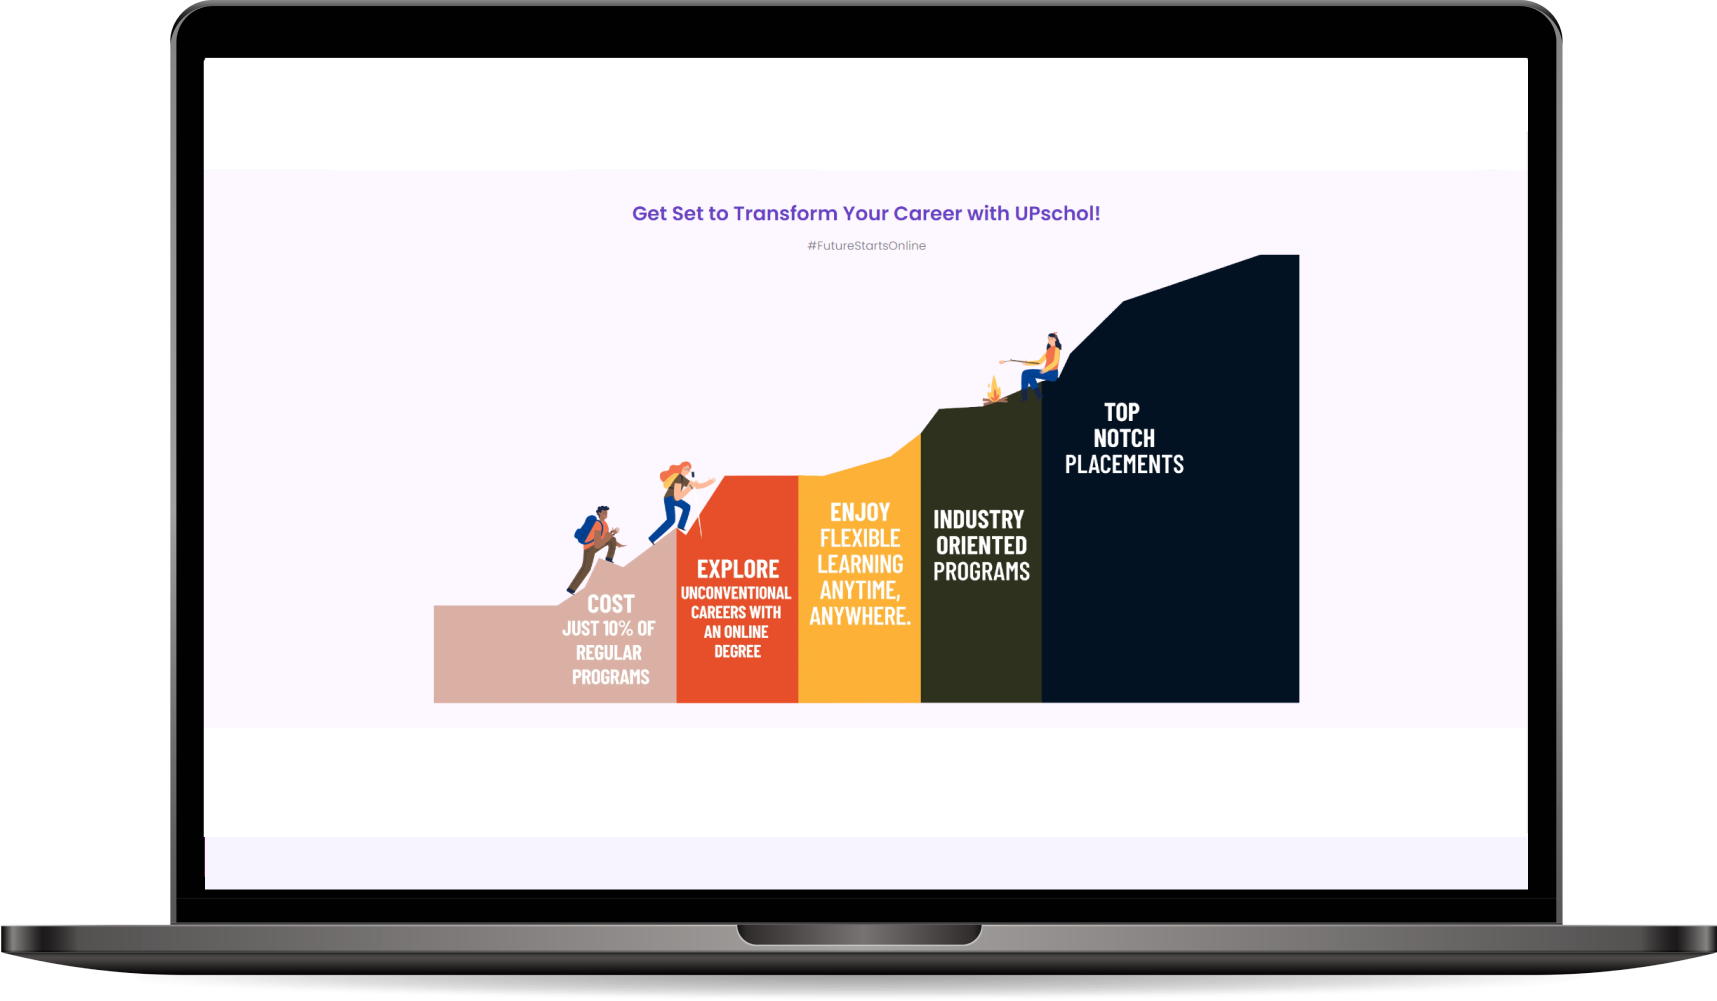 Get Set to Transform Your Career with UPschol!
#FutureStartsOnline
COST
JUST 10% OF
REGULAR
PROGRAMS
EXPLORE
UNCONVENTIONAL
CAREERS WITH
AN ONLINE
DEGREE
ENJOY
FLEXIBLE
LEARNING
ANYTIME,
ANYWHERE.
INDUSTRY
ORIENTED
PROGRAMS
TOP
NOTCH
PLACEMENTS